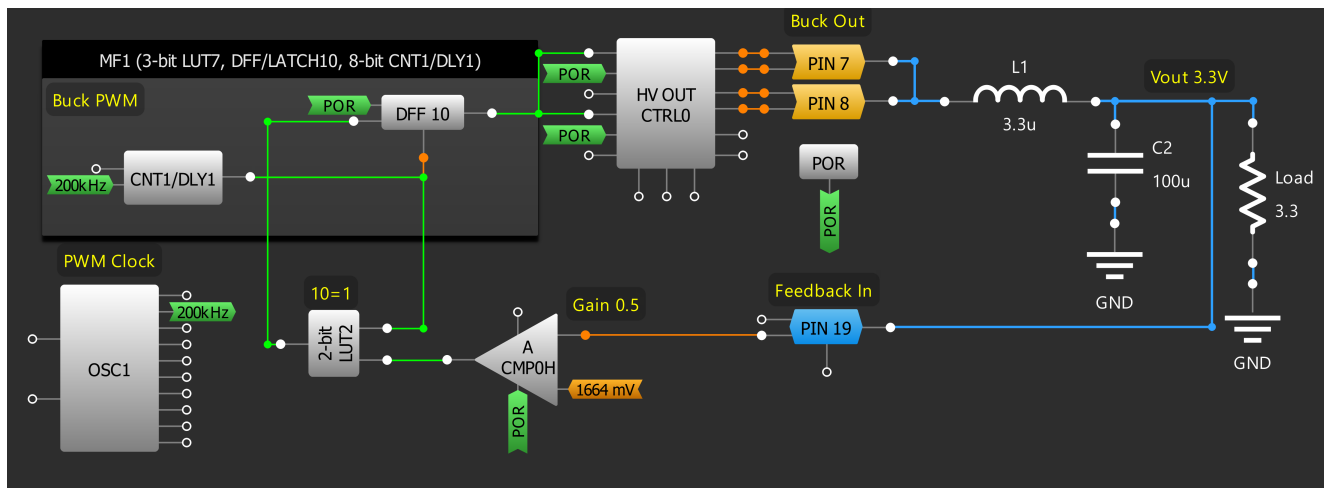 MF1 (3-bit LUT7, DFF/LATCH10, 8-bit CNT1/DLY1)
Buck PWM
POR
DFF 10
200kHz
CNT1/DLY1
POR
POR
HV OUT
CTRL0
Buck Out
PIN 7
PIN 8
POR
POR
L1
3.3u
Vout 3.3V
C2
100u
GND
Load
3.3
GND
PWM Clock
OSC1
200kHz
10=1
2-bit
LUT2
A
CMP0H
POR
Gain 0.5
1664 mV
Feedback In
PIN 19